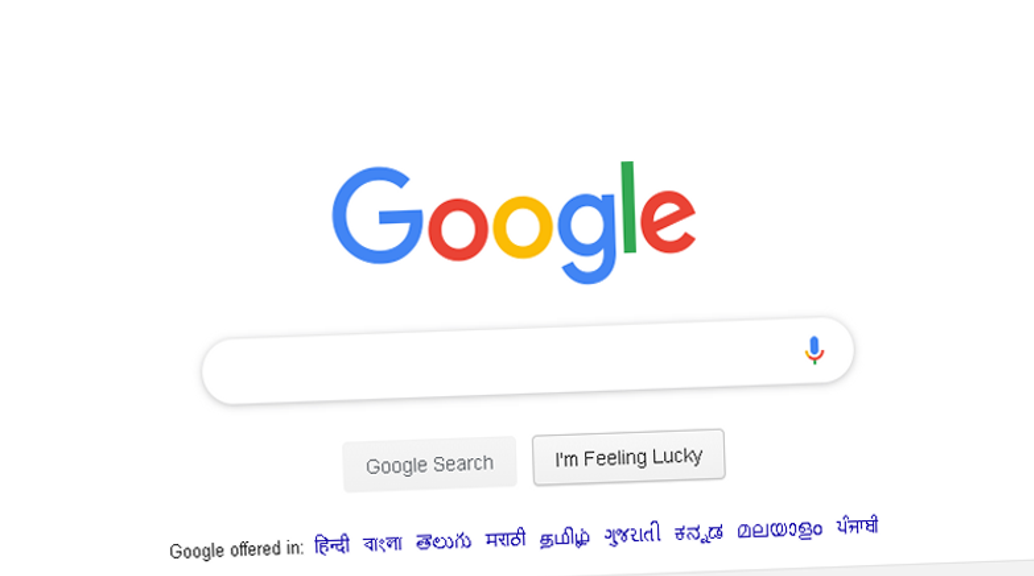 Google
Google Search
I'm Feeling Lucky
Google offered in: हिन्दी বাংলা తెలుగు मराठी தமிழ் ગુજરાતી ಕನ್ನಡ മലയാളം ਪੰਜਾਬੀ